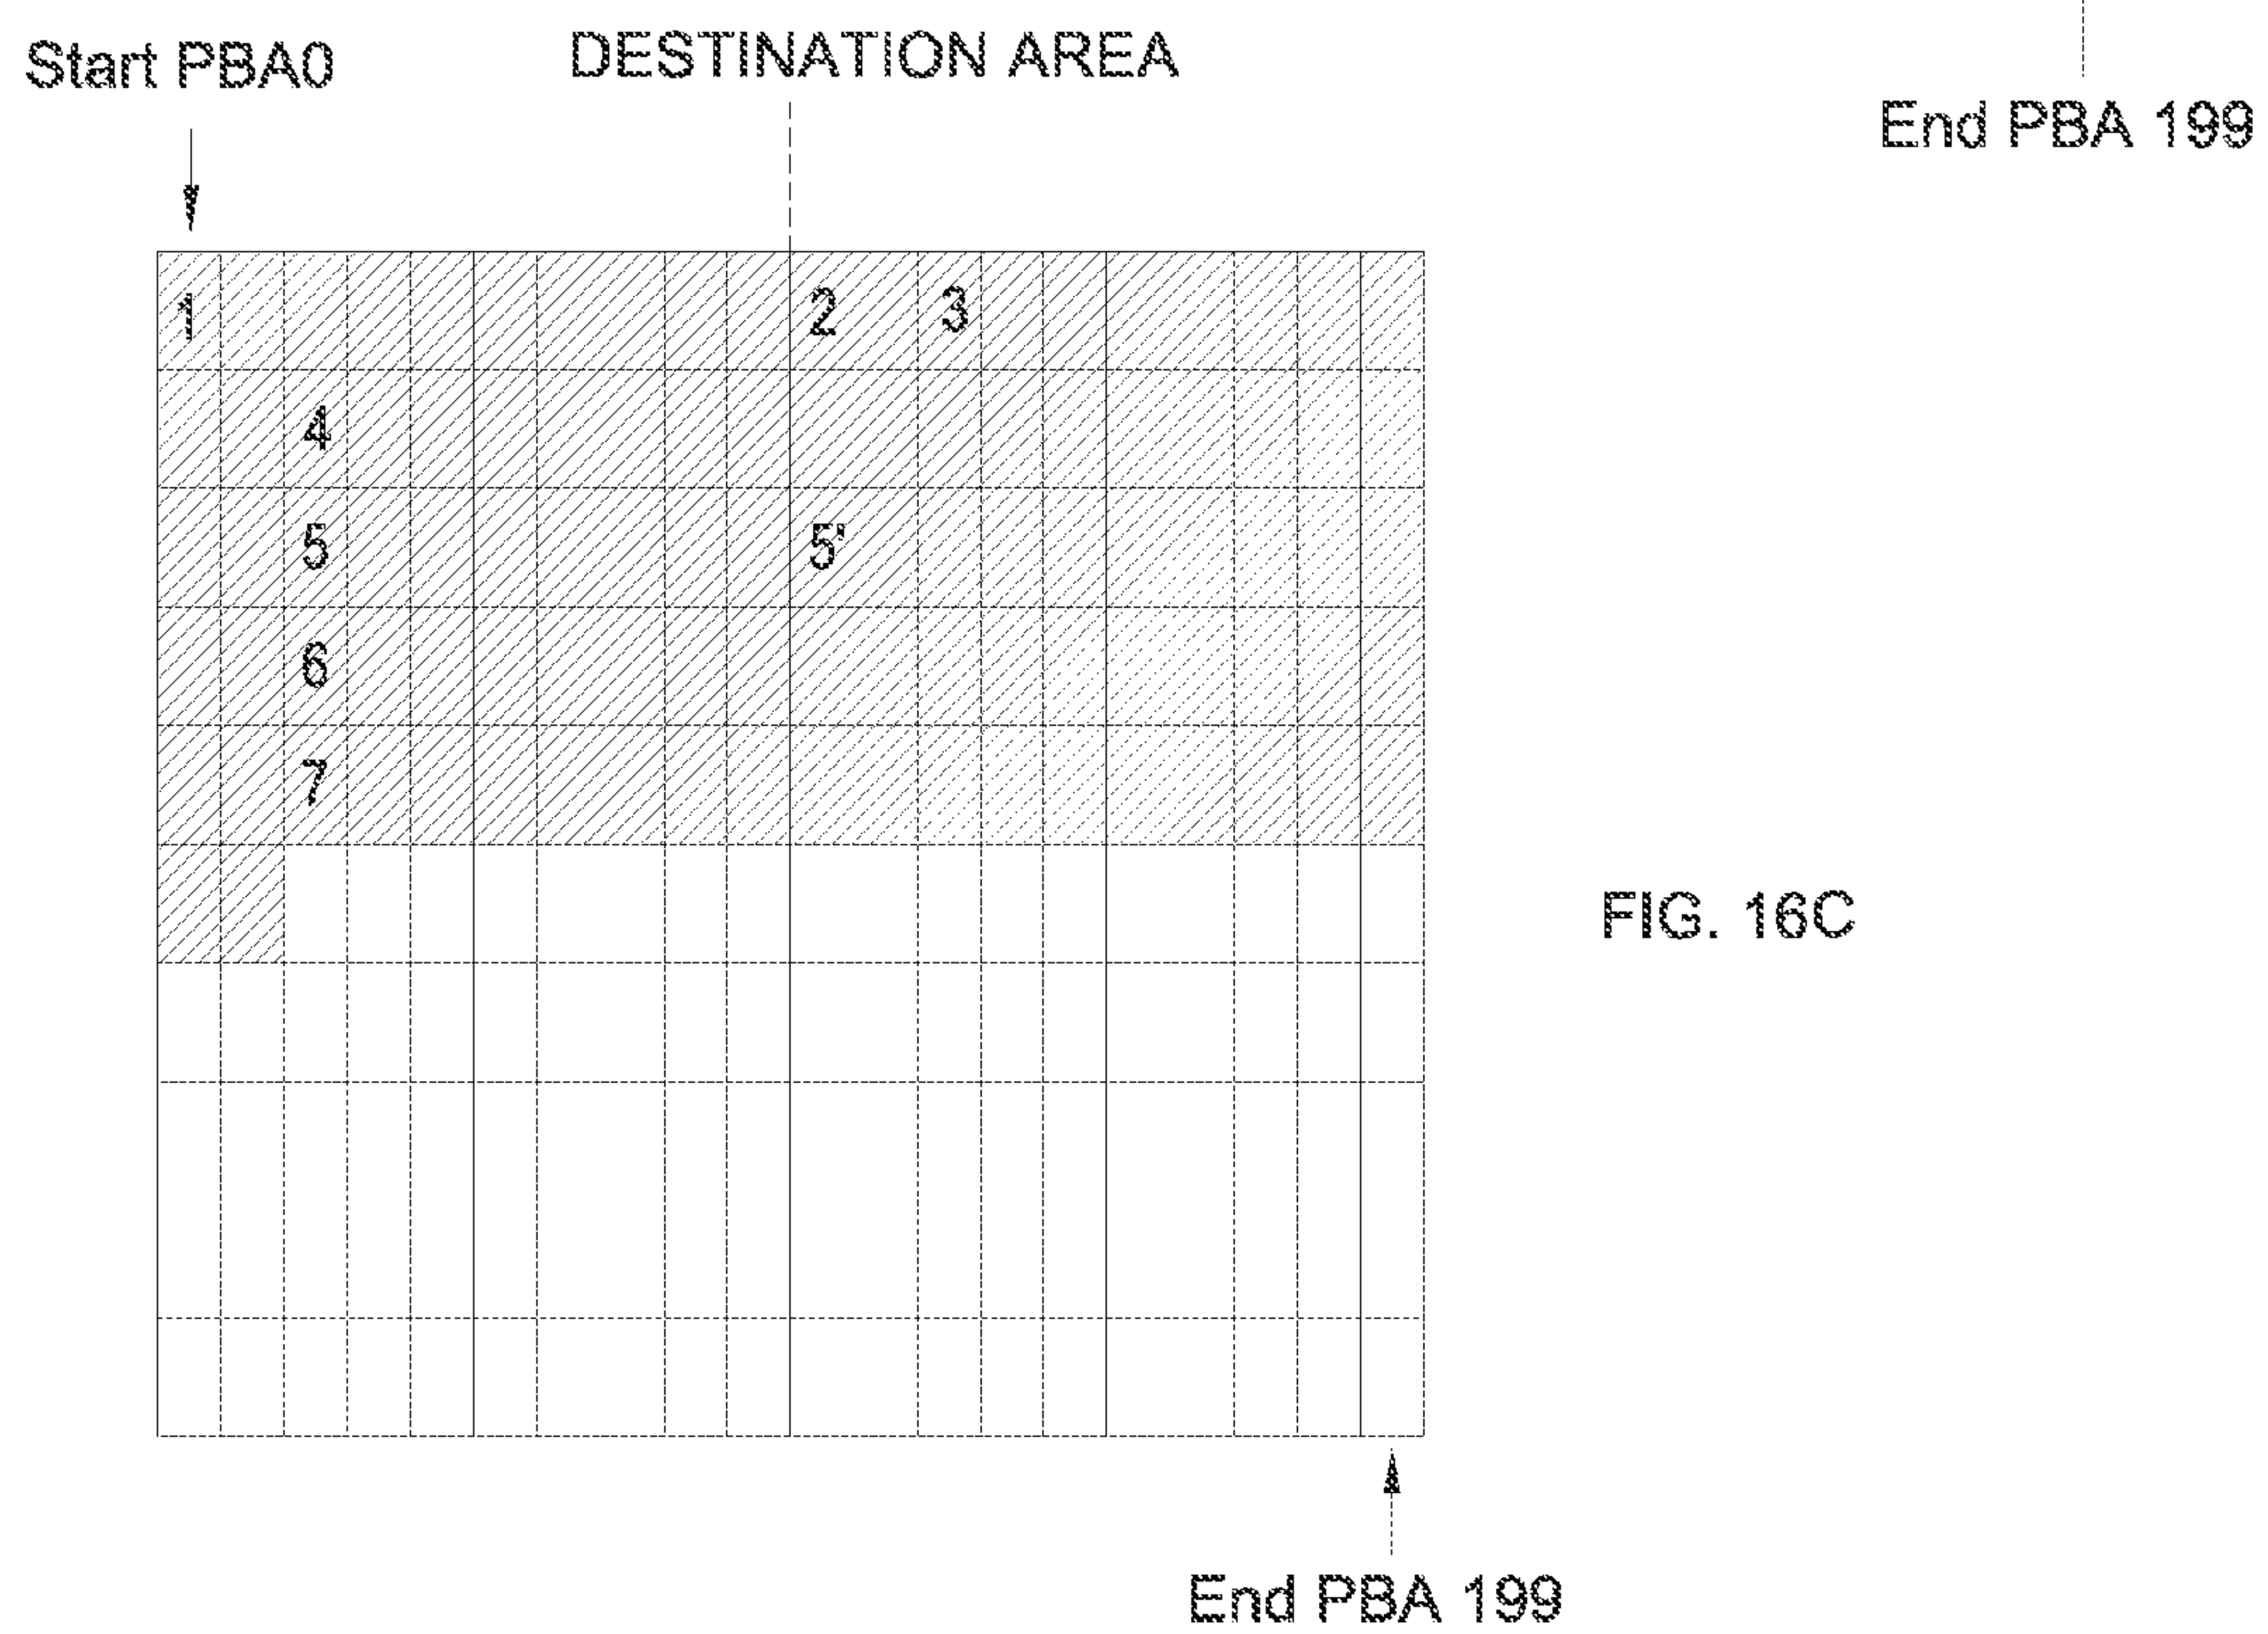 Start PBA0
DESTINATION AREA
End PBA 199
1 2 3
4
5 5'
6
7
FIG. 16C
End PBA 199